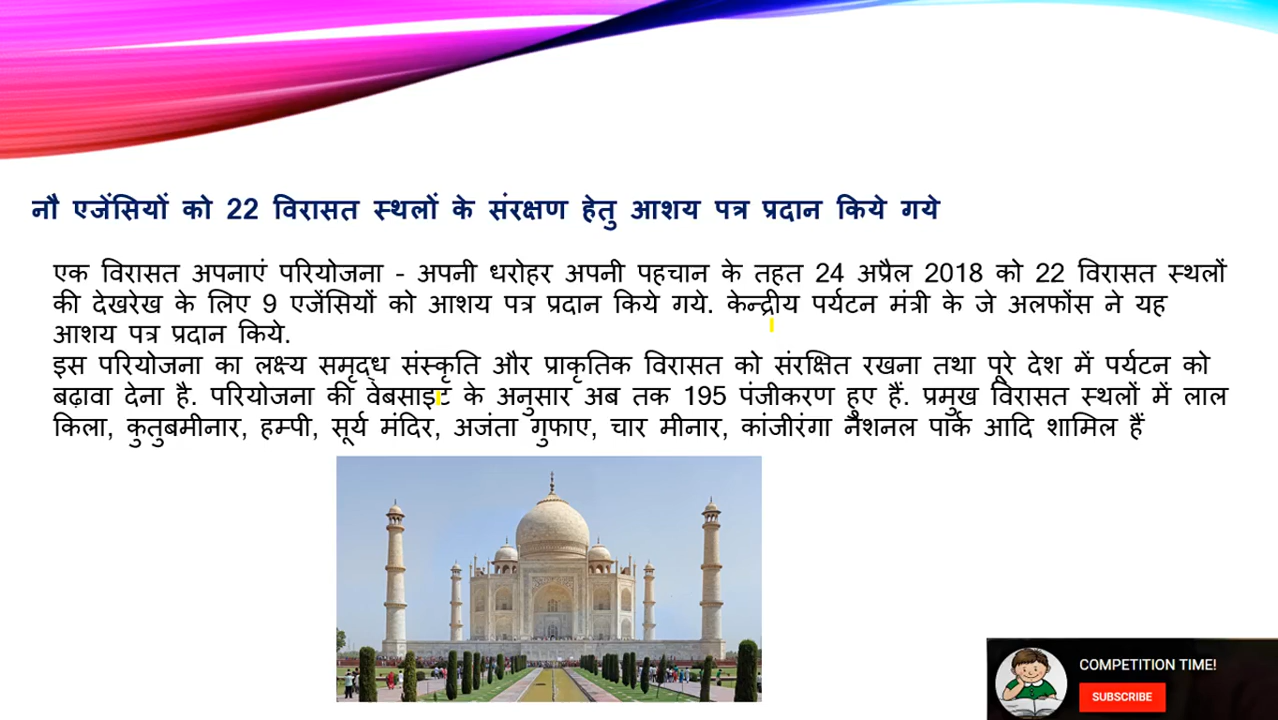 नौ एजेंसियों को 22 विरासत स्थलों के संरक्षण हेतु आशय पत्र प्रदान किये गये
एक विरासत अपनाएं परियोजना - अपनी धरोहर अपनी पहचान के तहत 24 अप्रैल 2018 को 22 विरासत स्थलों
की देखरेख के लिए 9 एजेंसियों को आशय पत्र प्रदान किये गये. केन्द्रीय पर्यटन मंत्री के जे अलफोंस ने यह
आशय पत्र प्रदान किये.
इस परियोजना का लक्ष्य समृद्ध संस्कृति और प्राकृतिक विरासत को संरक्षित रखना तथा पूरे देश में पर्यटन को
बढ़ावा देना है. परियोजना की वेबसाइट के अनुसार अब तक 195 पंजीकरण हुए हैं. प्रमुख विरासत स्थलों में लाल
किला, कुतुबमीनार, हम्पी, सूर्य मंदिर, अजंता गुफाए, चार मीनार, कांजीरंगा नैशनल पार्क आदि शामिल हैं
COMPETITION TIME!
SUBSCRIBE